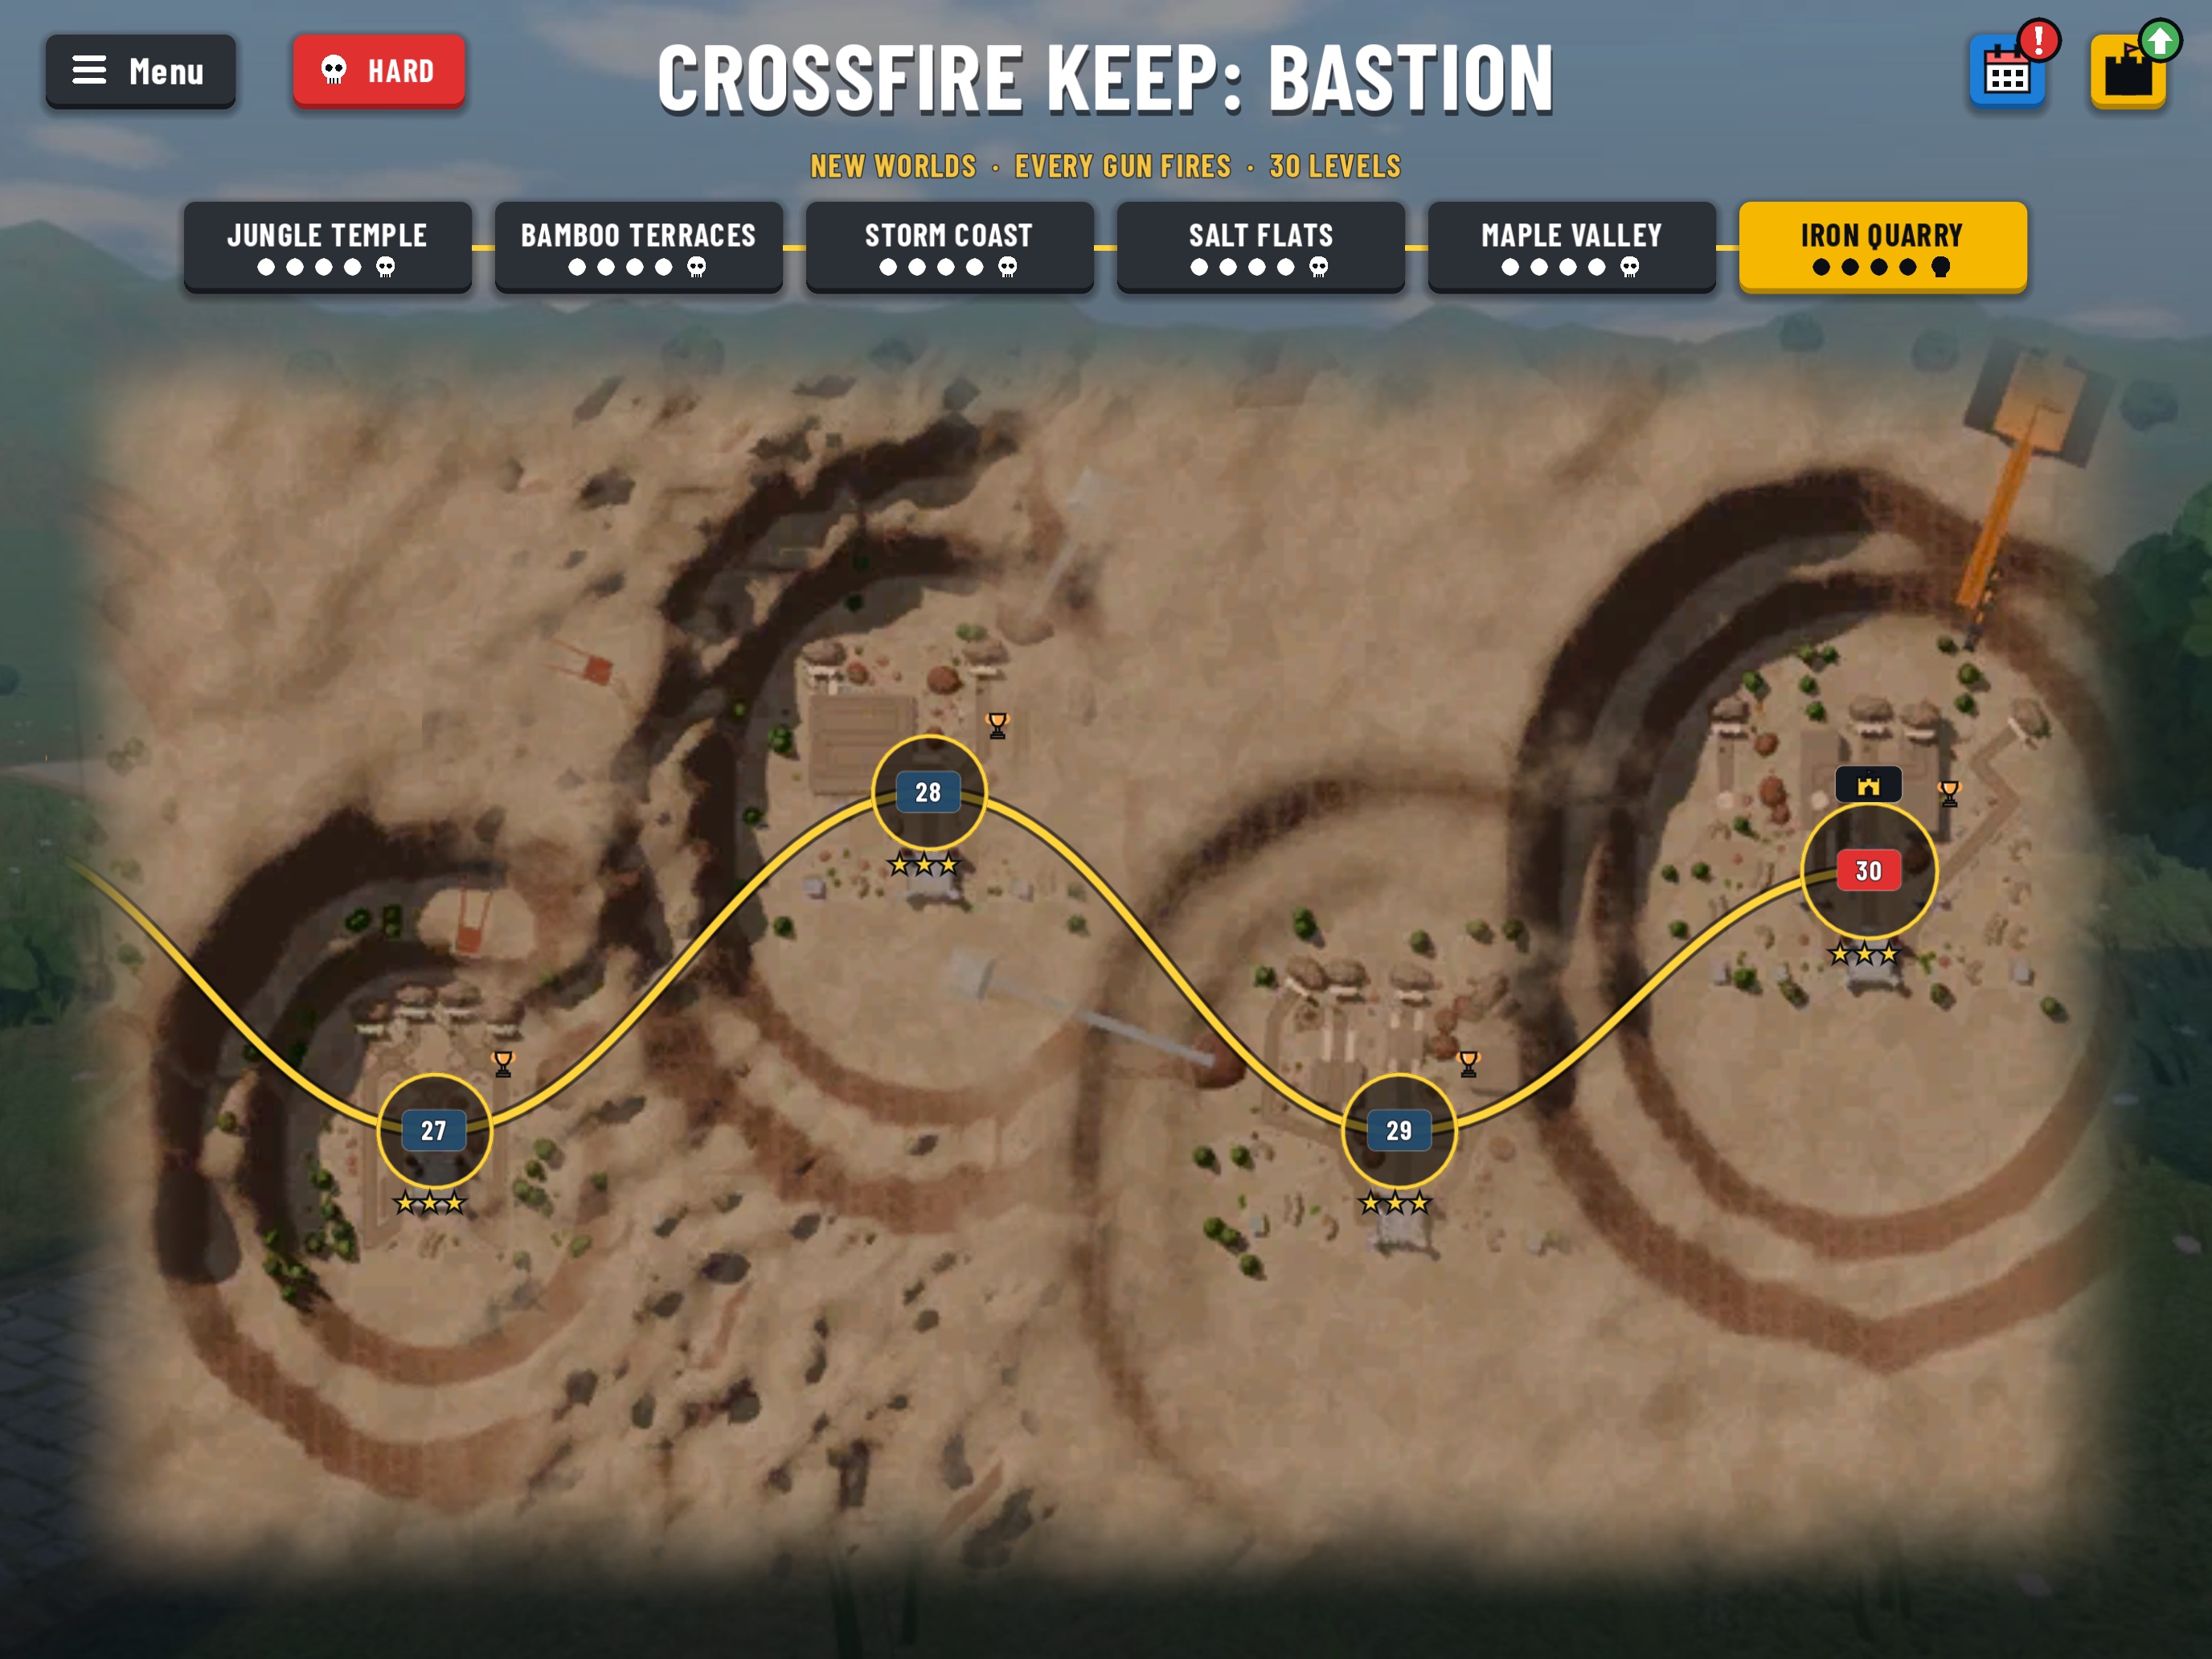 Menu
HARD
CROSSFIRE KEEP: BASTION
!
NEW WORLDS · EVERY GUN FIRES · 30 LEVELS
JUNGLE TEMPLE
BAMBOO TERRACES
STORM COAST
SALT FLATS
MAPLE VALLEY
IRON QUARRY
28
30
27
29